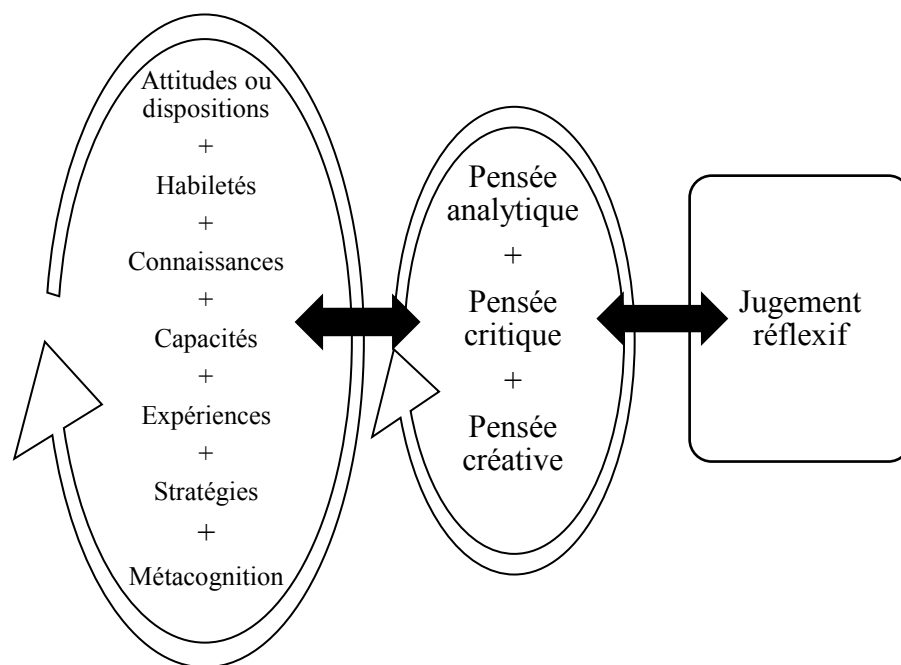 Attitudes ou
dispositions
+
Habiletés
+
Connaissances
+
Capacités
+
Expériences
+
Stratégies
+
Métacognition
Pensée
analytique
+
Pensée
critique
+
Pensée
créative
Jugement
réflexif